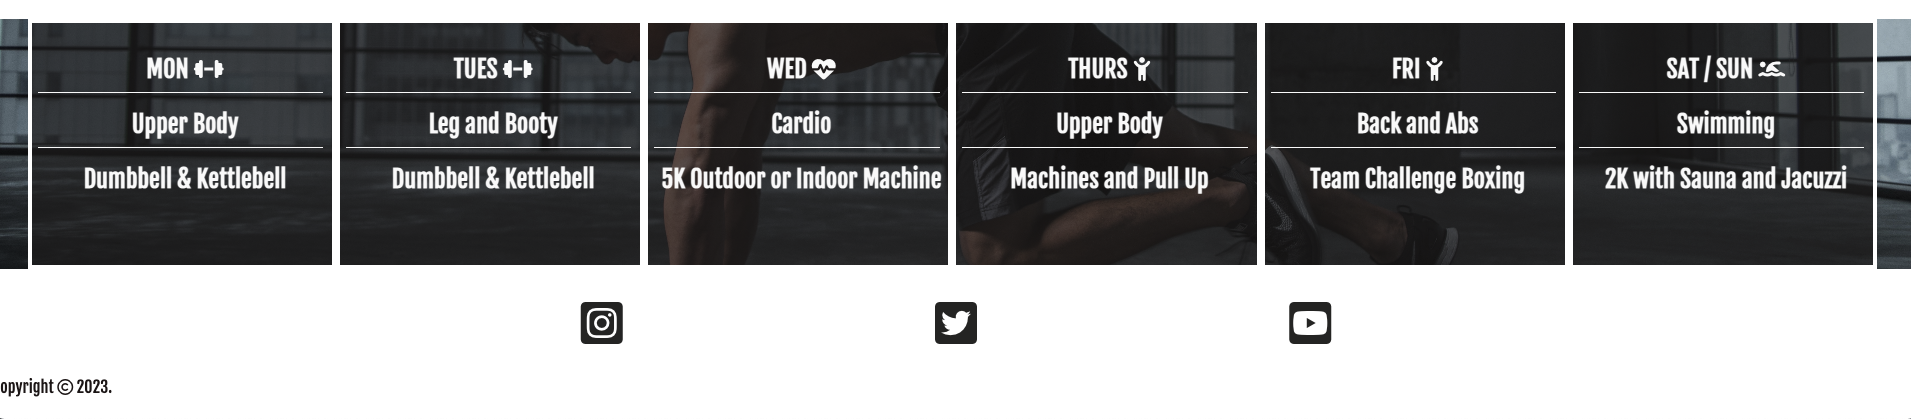 MON
Upper Body
Dumbbell & Kettlebell
TUES
Leg and Booty
Dumbbell & Kettlebell
WED
Cardio
5K Outdoor or Indoor Machine
THURS
Upper Body
Machines and Pull Up
FRI
Back and Abs
Team Challenge Boxing
SAT / SUN
Swimming
2K with Sauna and Jacuzzi
opyright © 2023.